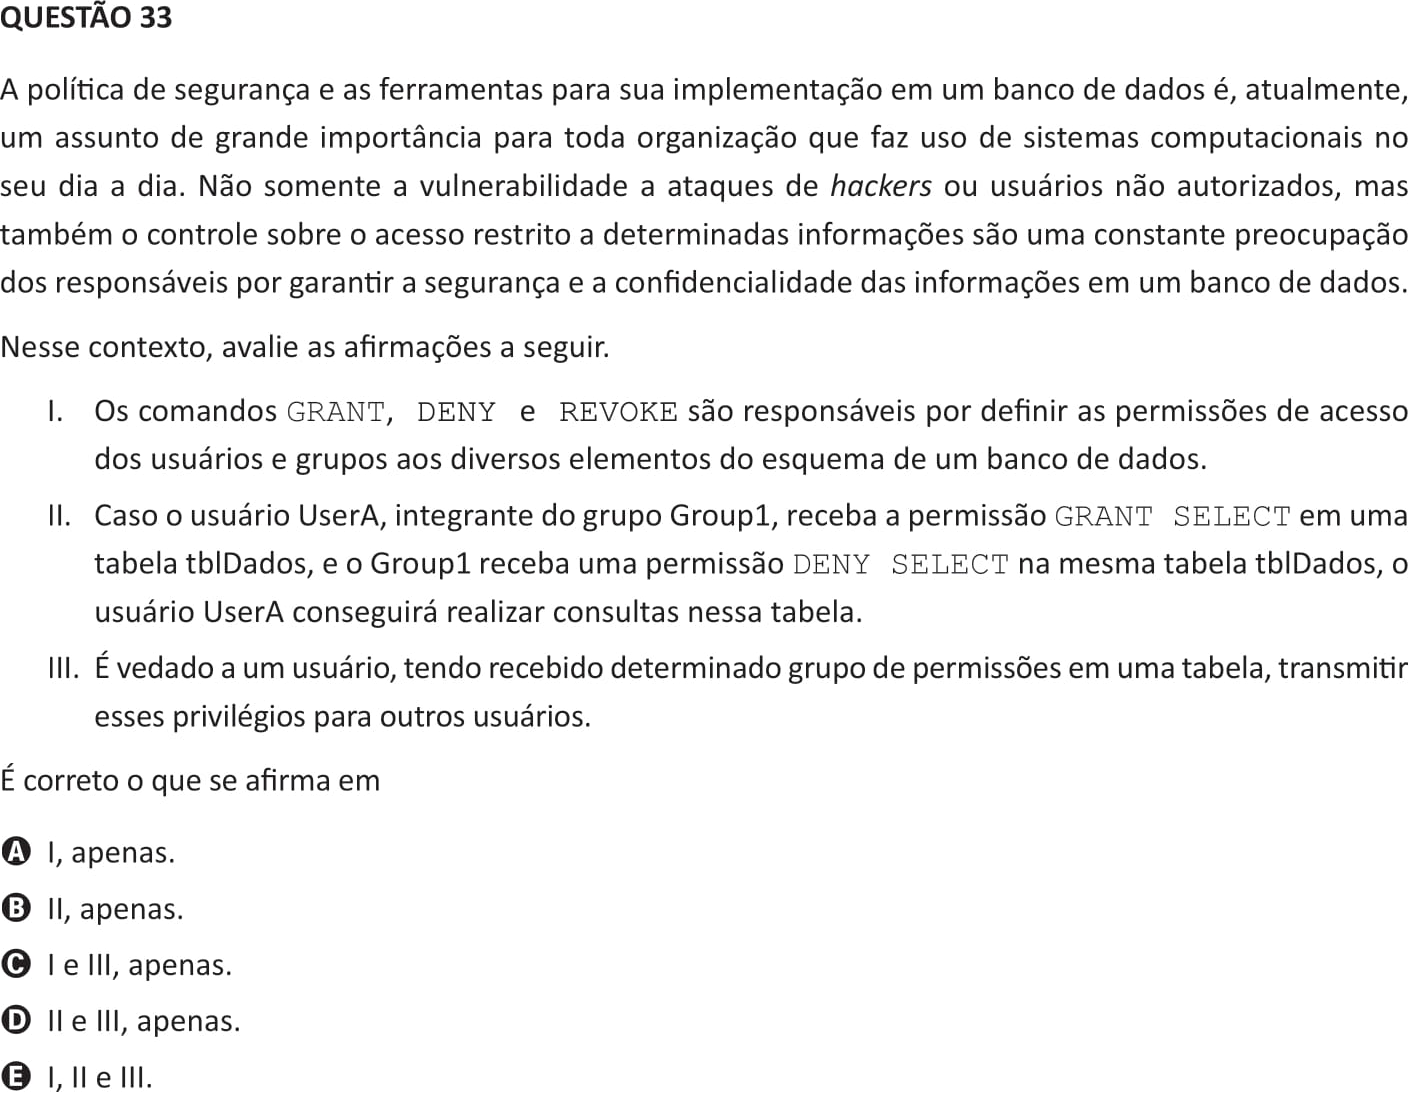 QUESTÃO 33
A política de segurança e as ferramentas para sua implementação em um banco de dados é, atualmente,
um assunto de grande importância para toda organização que faz uso de sistemas computacionais no
seu dia a dia. Não somente a vulnerabilidade a ataques de hackers ou usuários não autorizados, mas
também o controle sobre o acesso restrito a determinadas informações são uma constante preocupação
dos responsáveis por garantir a segurança e a confidencialidade das informações em um banco de dados.
Nesse contexto, avalie as afirmações a seguir.
I. Os comandos GRANT, DENY e REVOKE são responsáveis por definir as permissões de acesso
dos usuários e grupos aos diversos elementos do esquema de um banco de dados.
II. Caso o usuário UserA, integrante do grupo Group1, receba a permissão GRANT SELECT em uma
tabela tblDados, e o Group1 receba uma permissão DENY SELECT na mesma tabela tblDados, o
usuário UserA conseguirá realizar consultas nessa tabela.
III. É vedado a um usuário, tendo recebido determinado grupo de permissões em uma tabela, transmitir
esses privilégios para outros usuários.
É correto o que se afirma em
A I, apenas.
B II, apenas.
C I e III, apenas.
D II e III, apenas.
E I, II e III.